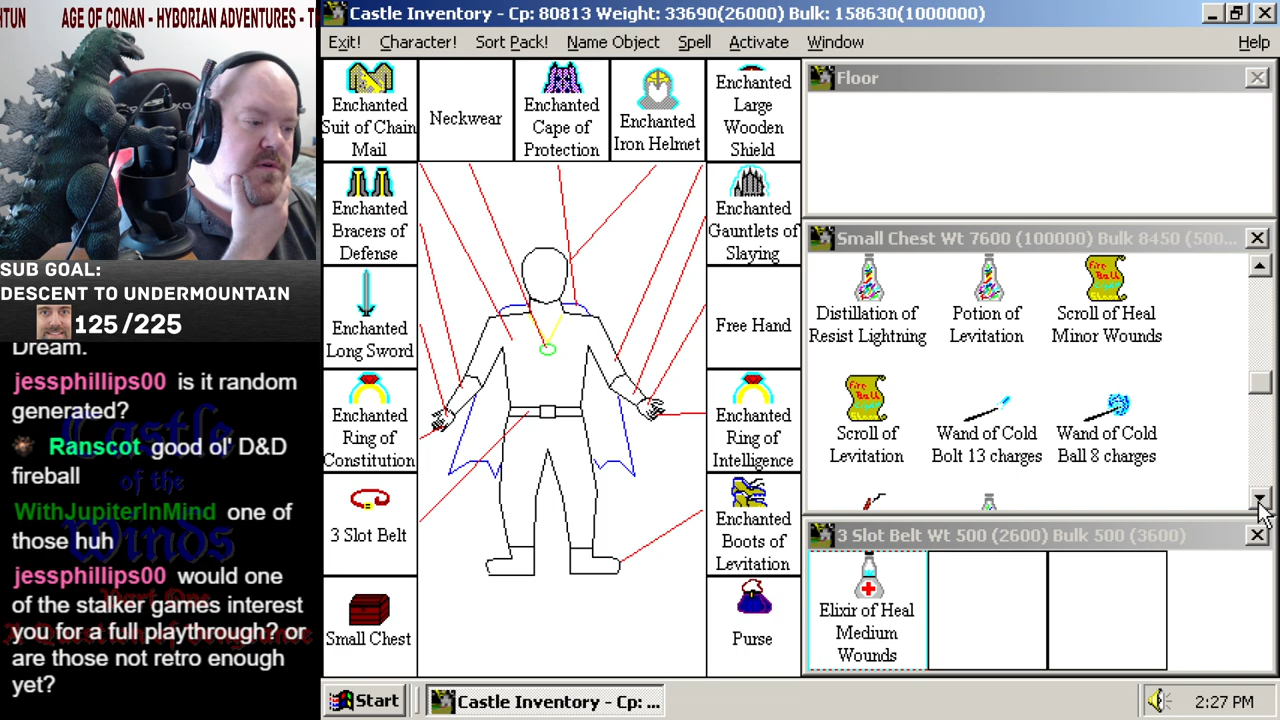 HTUN    AGE OF CONAN - HYBORIAN ADVENTURES - T
SUB GOAL:
DESCENT TO UNDERMOUNTAIN
125 /225
Dream.
jessphillips00 is it random
generated?
Ranscot good ol' D&D
fireball
WithJupiterInMind one of
those huh
jessphillips00 would one
of the stalker games interest
you for a full playthrough? or
are those not retro enough
yet?
Castle of the Winds
Castle Inventory - Cp: 80813 Weight: 33690(26000) Bulk: 158630(1000000)
Exit! Character! Sort Pack! Name Object Spell Activate Window Help
Enchanted
Suit of Chain
Mail
Neckwear
Enchanted
Cape of
Protection
Enchanted
Iron Helmet
Enchanted
Large
Wooden
Shield
Enchanted
Bracers of
Defense
Enchanted
Gauntlets of
Slaying
Enchanted
Long Sword
Free Hand
Enchanted
Ring of
Constitution
Enchanted
Ring of
Intelligence
3 Slot Belt
Enchanted
Boots of
Levitation
Small Chest
Purse
Floor
Small Chest Wt 7600 (100000) Bulk 8450 (500...
Distillation of
Resist Lightning
Potion of
Levitation
Scroll of Heal
Minor Wounds
Scroll of
Levitation
Wand of Cold
Bolt 13 charges
Wand of Cold
Ball 8 charges
3 Slot Belt Wt 500 (2600) Bulk 500 (3600)
Elixir of Heal
Medium
Wounds
Start
Castle Inventory - Cp: ...
2:27 PM